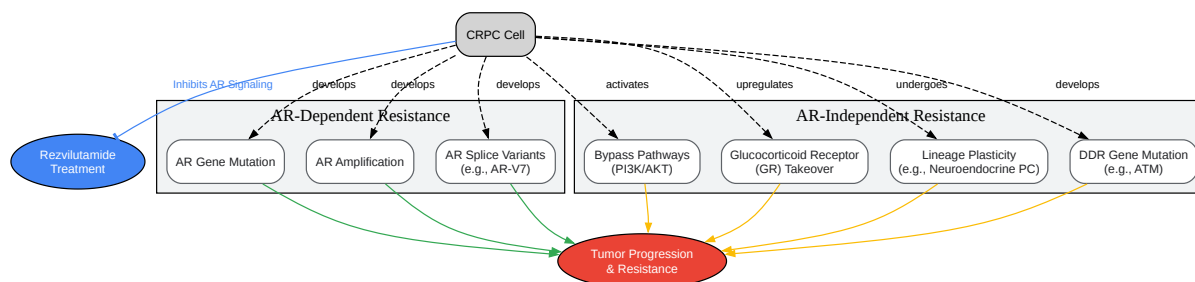 CRPC Cell
Inhibits AR Signaling
develops
develops
develops
activates
upregulates
undergoes
develops
AR-Dependent Resistance
AR-Independent Resistance
Rezvilutamide
Treatment
AR Gene Mutation
AR Amplification
AR Splice Variants
(e.g., AR-V7)
Bypass Pathways
(PI3K/AKT)
Glucocorticoid Receptor
(GR) Takeover
Lineage Plasticity
(e.g., Neuroendocrine PC)
DDR Gene Mutation
(e.g., ATM)
Tumor Progression
& Resistance